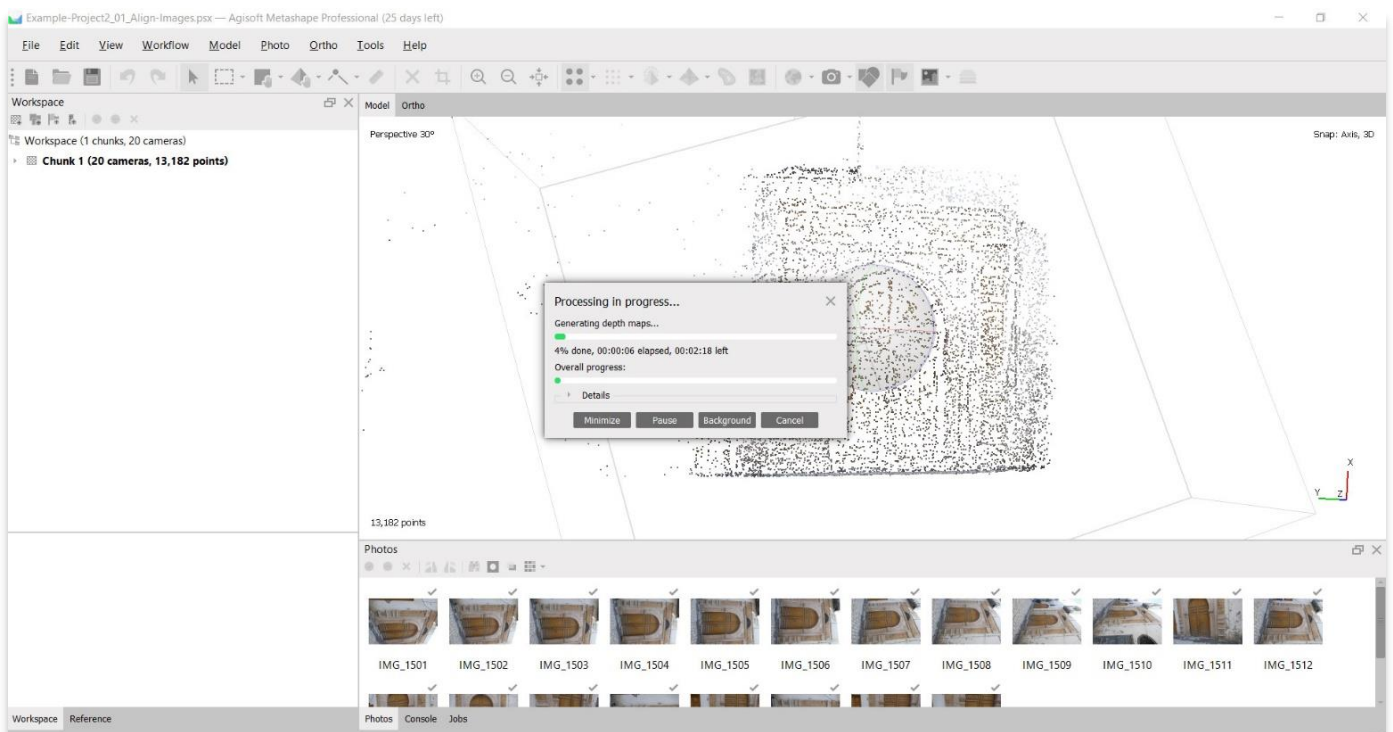 Example-Project2_01_Align-Images.psx — Agisoft Metashape Professional (25 days left)
File Edit View Workflow Model Photo Ortho Tools Help
Workspace
Workspace (1 chunks, 20 cameras)
Chunk 1 (20 cameras, 13,182 points)
Model Ortho
Perspective 30°
Snap: Axis, 3D
Processing in progress...
Generating depth maps...
4% done, 00:00:06 elapsed, 00:02:18 left
Overall progress:
Details
Minimize Pause Background Cancel
X
Y Z
13,182 points
Photos
IMG_1501 IMG_1502 IMG_1503 IMG_1504 IMG_1505 IMG_1506 IMG_1507 IMG_1508 IMG_1509 IMG_1510 IMG_1511 IMG_1512
Workspace Reference
Photos Console Jobs